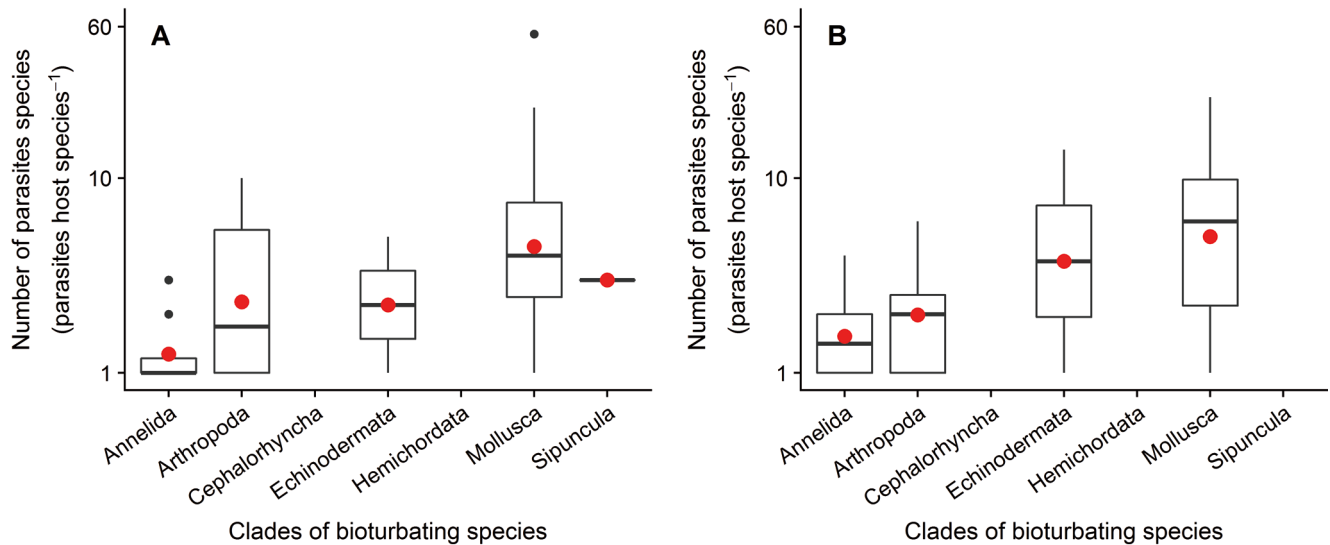 Number of parasites species
(parasites host species⁻¹)
60
10
1
A
Annelida
Arthropoda
Cephalorhyncha
Echinodermata
Hemichordata
Mollusca
Sipuncula
Clades of bioturbating species
Number of parasites species
(parasites host species⁻¹)
60
10
1
B
Annelida
Arthropoda
Cephalorhyncha
Echinodermata
Hemichordata
Mollusca
Sipuncula
Clades of bioturbating species